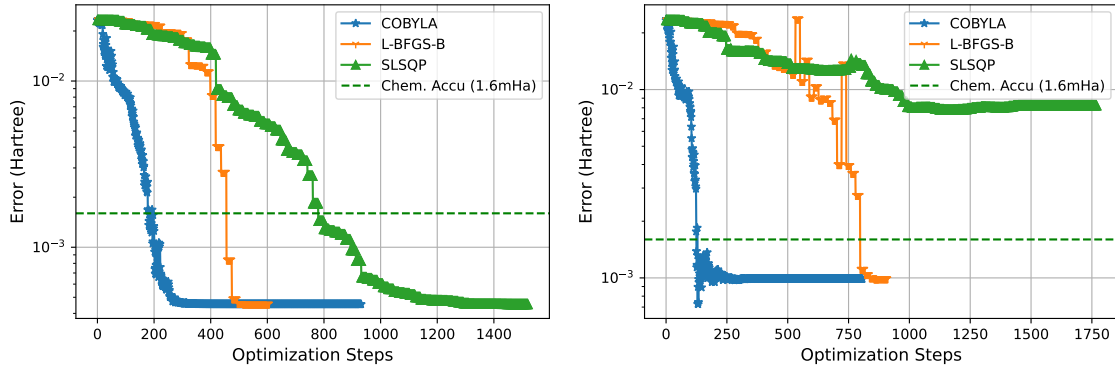 COBYLA
L-BFGS-B
SLSQP
Chem. Accu (1.6mHa)
Error (Hartree)
10⁻²
10⁻³
0 200 400 600 800 1000 1200 1400
Optimization Steps
COBYLA
L-BFGS-B
SLSQP
Chem. Accu (1.6mHa)
Error (Hartree)
10⁻²
10⁻³
0 250 500 750 1000 1250 1500 1750
Optimization Steps